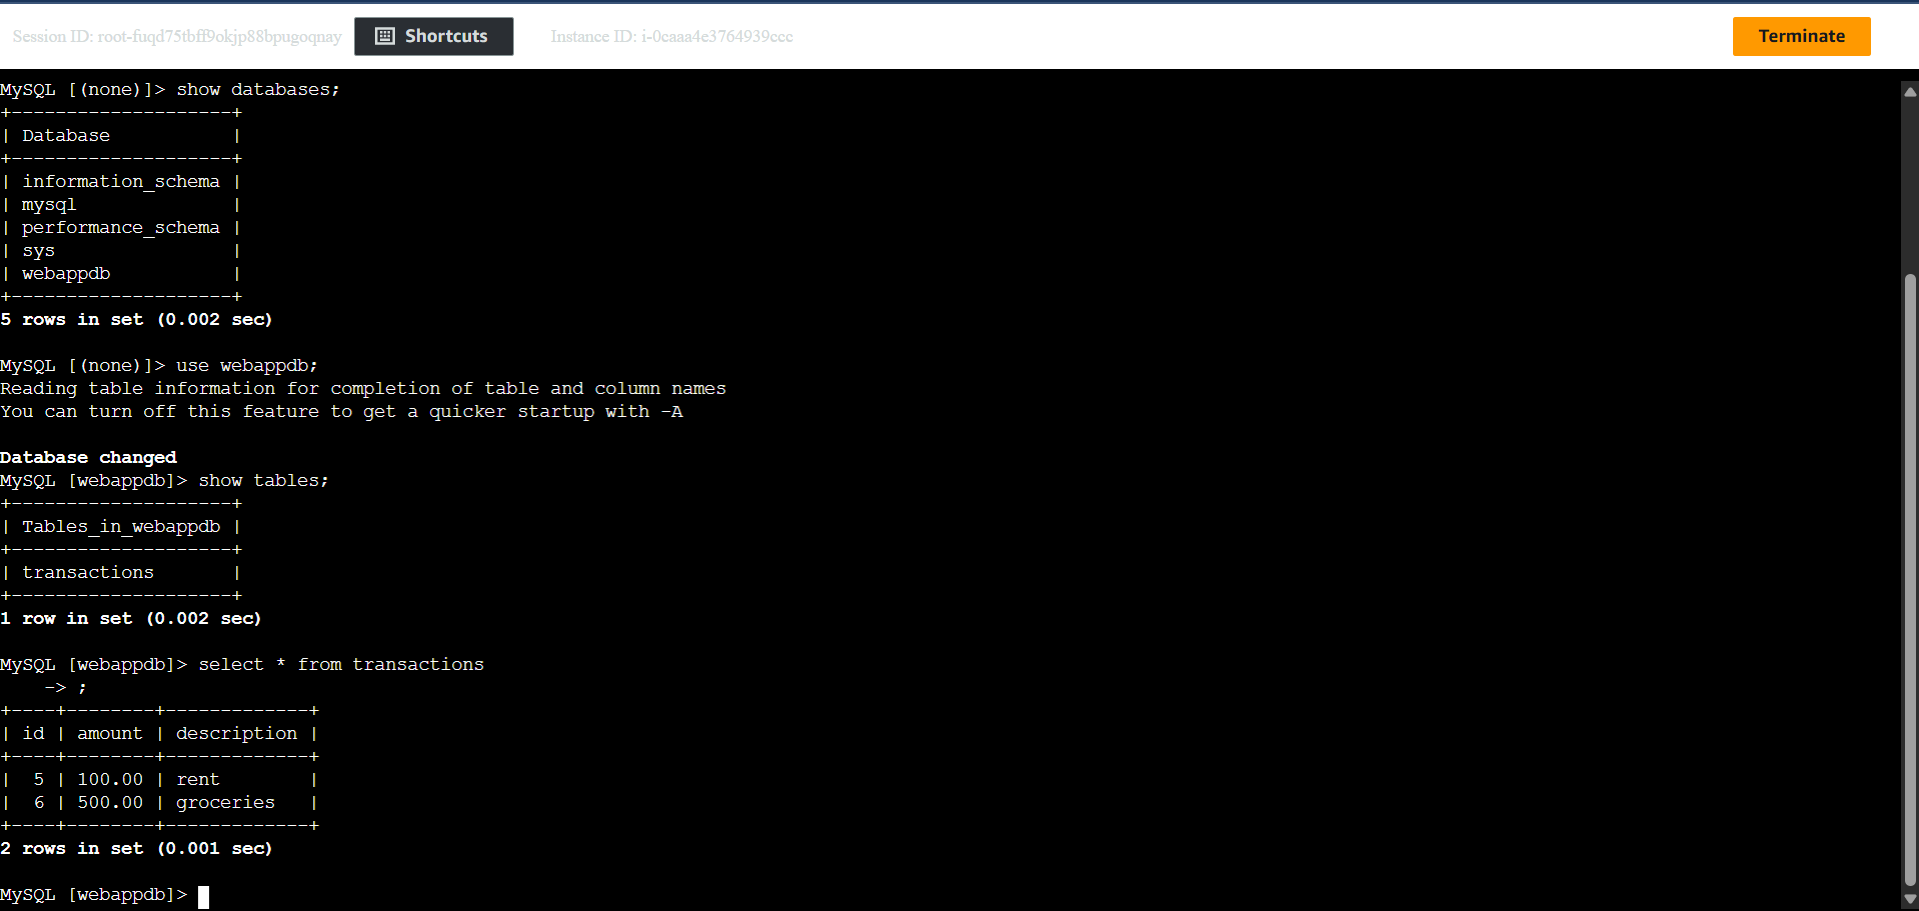 Session ID: root-fuqd75tbff9okjp88bpugoqnay Shortcuts Instance ID: i-0caaa4e3764939ccc Terminate
MySQL [(none)]> show databases;
+--------------------+
| Database           |
+--------------------+
| information_schema |
| mysql              |
| performance_schema |
| sys                |
| webappdb           |
+--------------------+
5 rows in set (0.002 sec)
MySQL [(none)]> use webappdb;
Reading table information for completion of table and column names
You can turn off this feature to get a quicker startup with -A
Database changed
MySQL [webappdb]> show tables;
+--------------------+
| Tables_in_webappdb |
+--------------------+
| transactions       |
+--------------------+
1 row in set (0.002 sec)
MySQL [webappdb]> select * from transactions
    -> ;
+----+--------+-------------+
| id | amount | description |
+----+--------+-------------+
|  5 | 100.00 | rent        |
|  6 | 500.00 | groceries   |
+----+--------+-------------+
2 rows in set (0.001 sec)
MySQL [webappdb]>